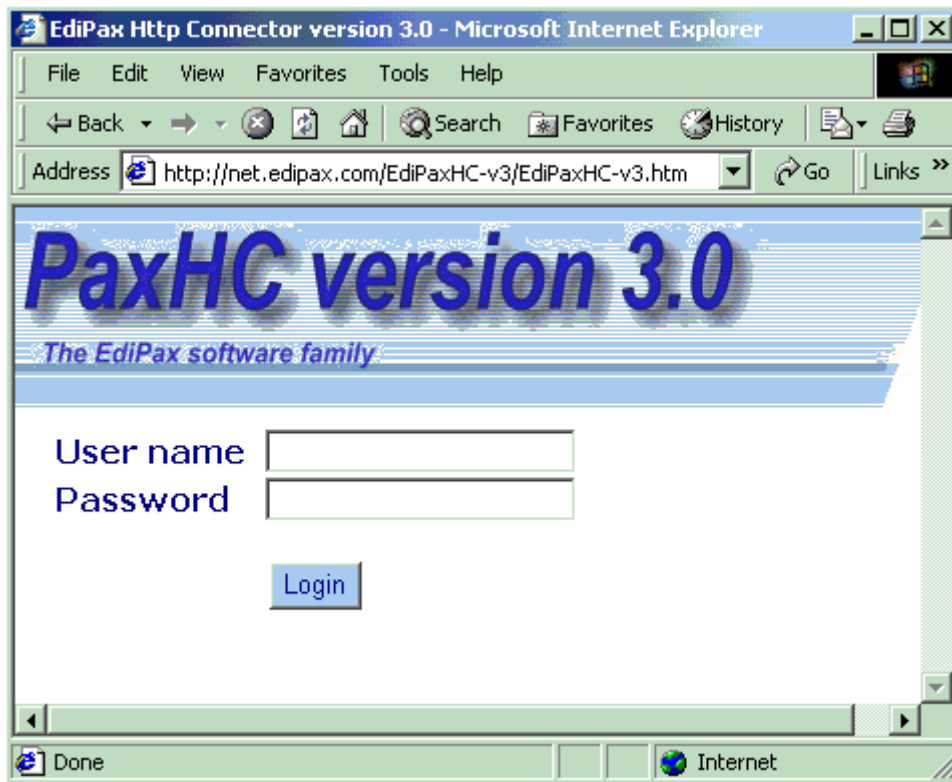 EdiPax Http Connector version 3.0 - Microsoft Internet Explorer
File Edit View Favorites Tools Help
Back Search Favorites History
Address http://net.edipax.com/EdiPaxHC-v3/EdiPaxHC-v3.htm Go Links »
PaxHC version 3.0
The EdiPax software family
User name
Password
Login
Done Internet